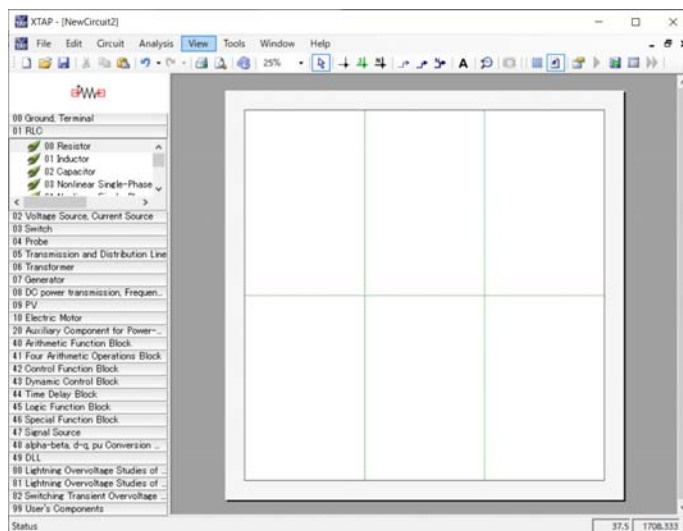 XTAP - [NewCircuit2]
File Edit Circuit Analysis View Tools Window Help
25%
A
00 Ground, Terminal
01 RLC
00 Resistor
01 Inductor
02 Capacitor
03 Nonlinear Single-Phase
02 Voltage Source, Current Source
03 Switch
04 Probe
05 Transmission and Distribution Line
06 Transformer
07 Generator
08 DC power transmission, Frequen...
09 PV
10 Electric Motor
20 Auxiliary Component for Power-...
40 Arithmetic Function Block
41 Four Arithmetic Operations Block
42 Control Function Block
43 Dynamic Control Block
44 Time Delay Block
45 Logic Function Block
46 Special Function Block
47 Signal Source
48 alpha-beta, d-q, pu Conversion ...
49 DLL
80 Lightning Overvoltage Studies of ...
81 Lightning Overvoltage Studies of ...
82 Switching Transient Overvoltage ...
99 User's Components
Status 37.5 1708.333